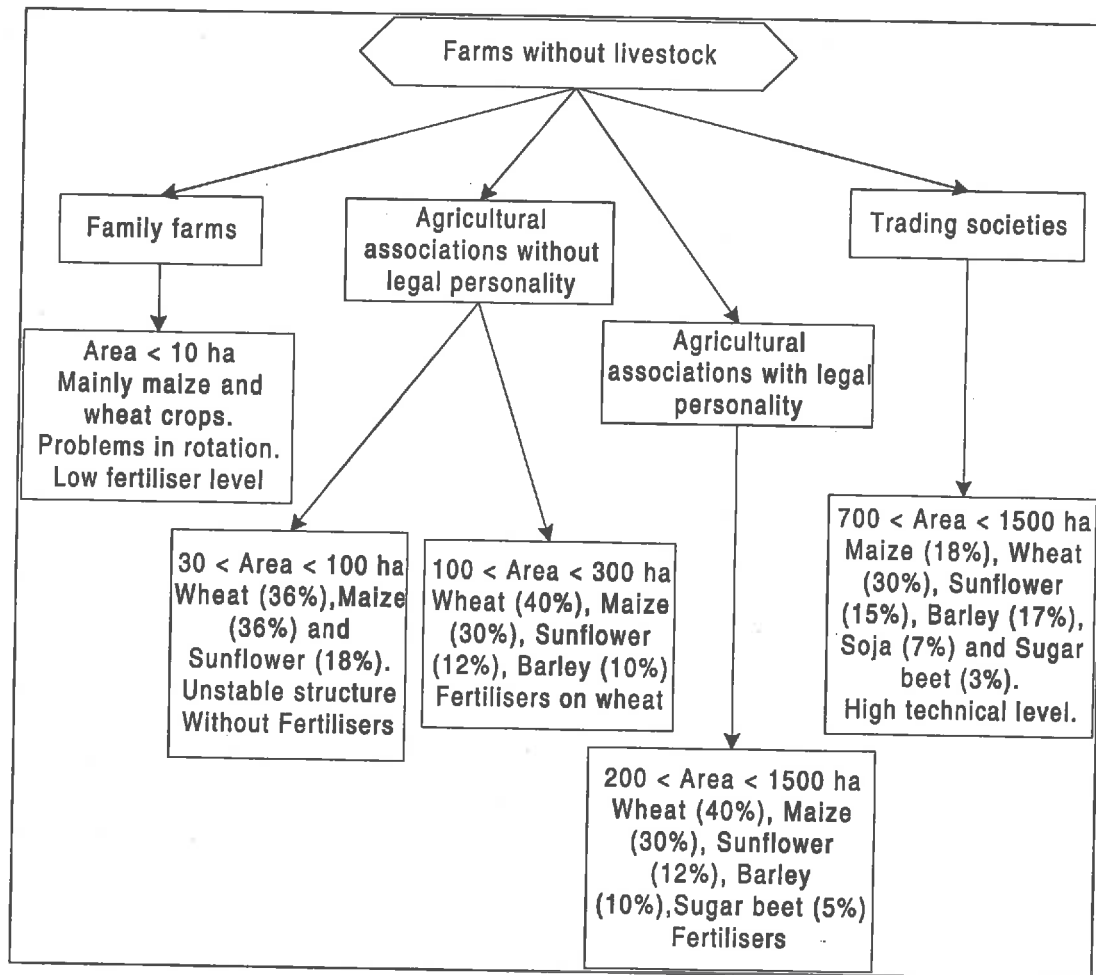 Farms without livestock
Family farms
Agricultural
associations without
legal personality
Agricultural
associations with legal
personality
Trading societies
Area < 10 ha
Mainly maize and
wheat crops.
Problems in rotation.
Low fertiliser level
30 < Area < 100 ha
Wheat (36%),Maize
(36%) and
Sunflower (18%).
Unstable structure
Without Fertilisers
100 < Area < 300 ha
Wheat (40%), Maize
(30%), Sunflower
(12%), Barley (10%)
Fertilisers on wheat
200 < Area < 1500 ha
Wheat (40%), Maize
(30%), Sunflower
(12%), Barley
(10%),Sugar beet (5%)
Fertilisers
700 < Area < 1500 ha
Maize (18%), Wheat
(30%), Sunflower
(15%), Barley (17%),
Soja (7%) and Sugar
beet (3%).
High technical level.